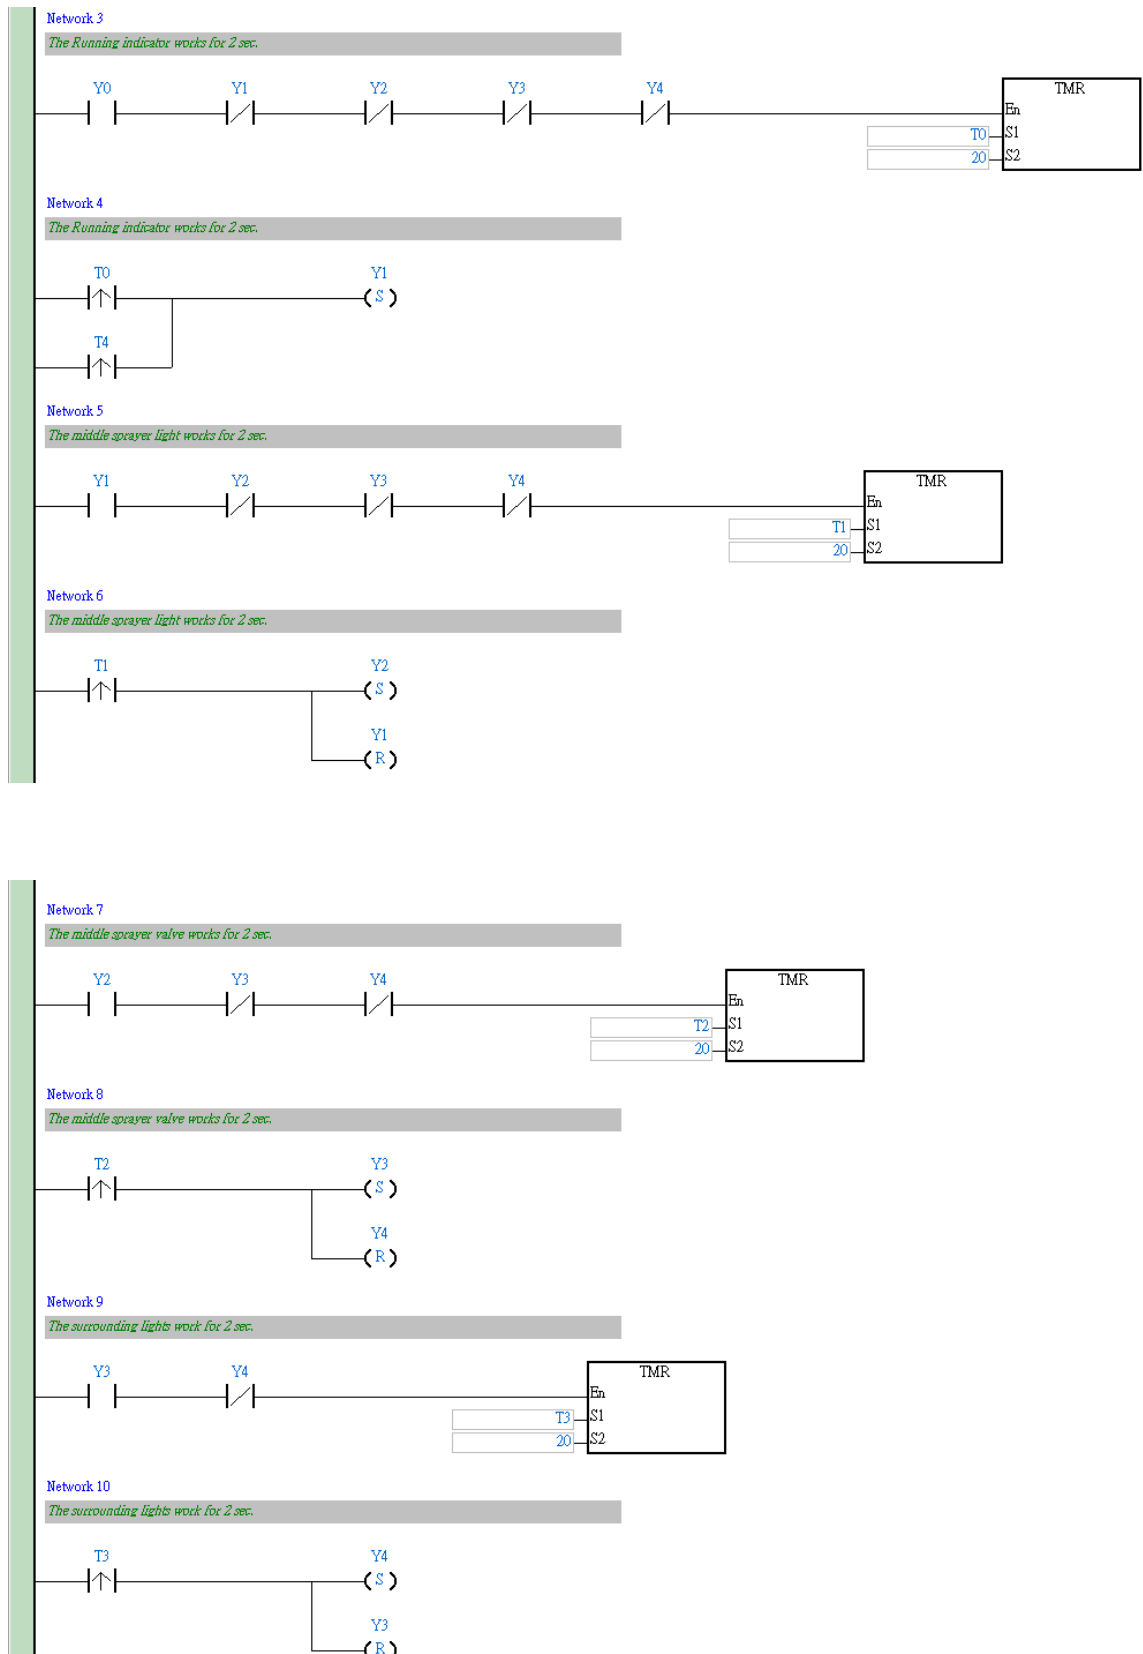 Network 3
The Running indicator works for 2 sec.
Y0 Y1 Y2 Y3 Y4 TMR
En
T0 S1
20 S2
Network 4
The Running indicator works for 2 sec.
T0 Y1
S
T4
Network 5
The middle sprayer light works for 2 sec.
Y1 Y2 Y3 Y4 TMR
En
T1 S1
20 S2
Network 6
The middle sprayer light works for 2 sec.
T1 Y2
S
Y1
R
Network 7
The middle sprayer valve works for 2 sec.
Y2 Y3 Y4 TMR
En
T2 S1
20 S2
Network 8
The middle sprayer valve works for 2 sec.
T2 Y3
S
Y4
R
Network 9
The surrounding lights work for 2 sec.
Y3 Y4 TMR
En
T3 S1
20 S2
Network 10
The surrounding lights work for 2 sec.
T3 Y4
S
Y3
R